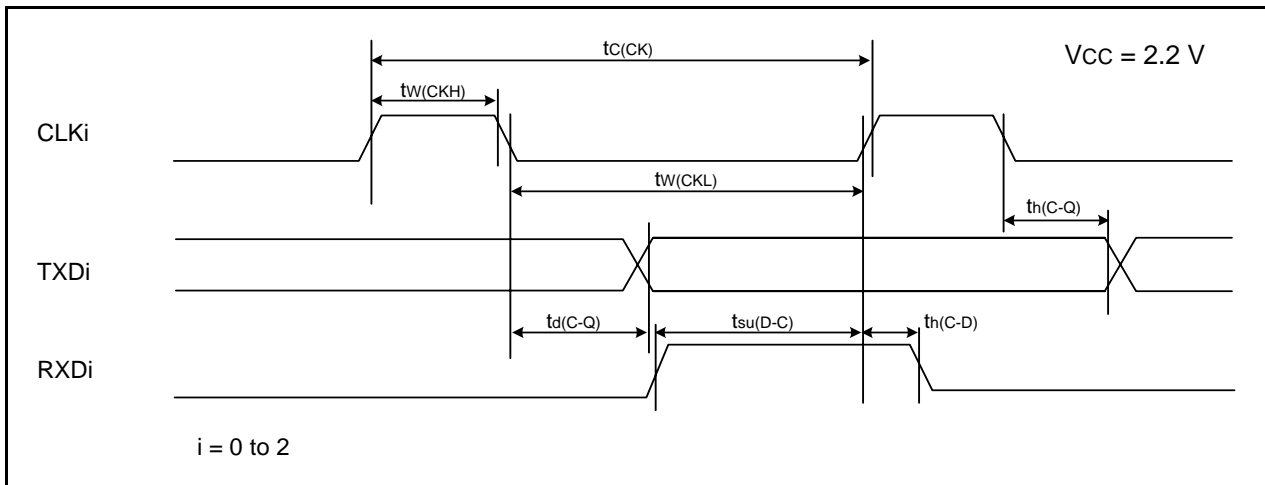 tC(CK)
VCC = 2.2 V
tW(CKH)
CLKi
tW(CKL)
th(C-Q)
TXDi
td(C-Q)
tsu(D-C)
th(C-D)
RXDi
i = 0 to 2